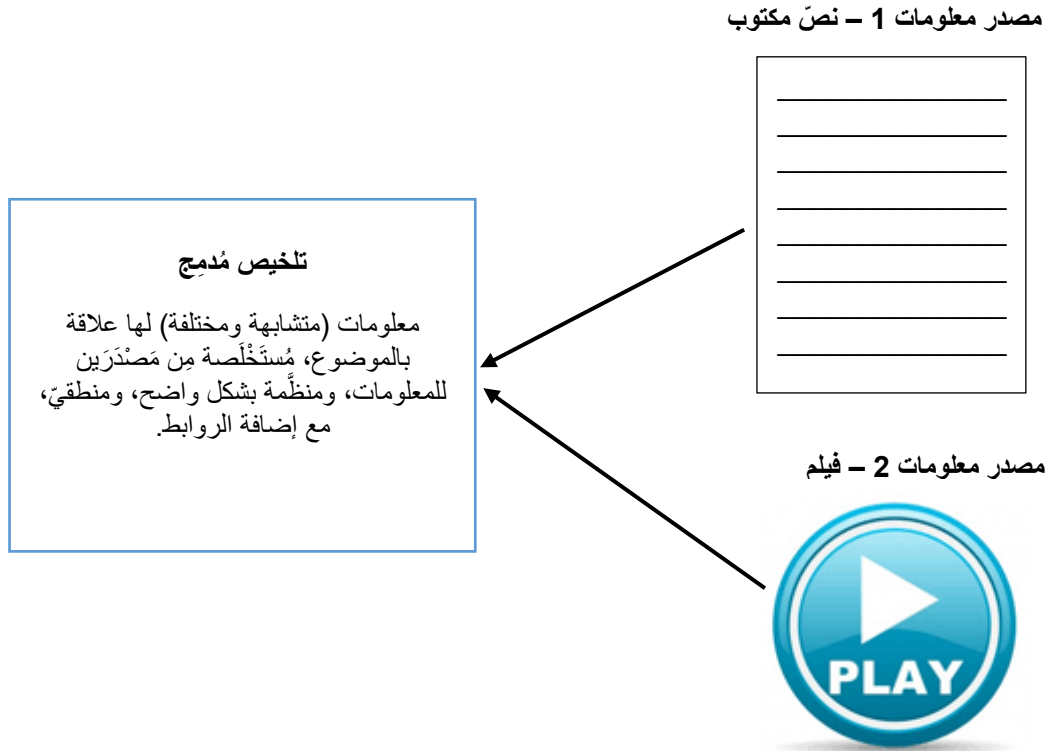 مصدر معلومات 1 – نصّ مكتوب
تلخيص مُدمِج
معلومات (متشابهة ومختلفة) لها علاقة
بالموضوع، مُستَخْلَصة مِن مَصْدَرَين
للمعلومات، ومنظَّمة بشكل واضح، ومنطقيّ،
مع إضافة الروابط.
مصدر معلومات 2 – فيلم
PLAY